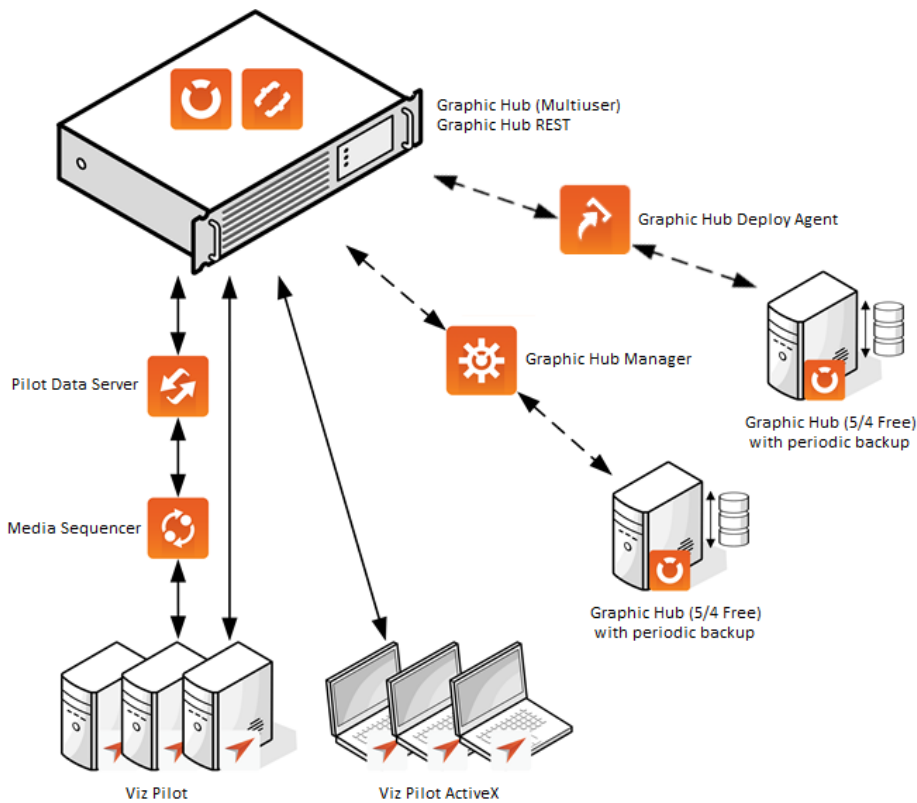 Graphic Hub (Multiuser)
Graphic Hub REST
Graphic Hub Deploy Agent
Graphic Hub Manager
Pilot Data Server
Graphic Hub (5/4 Free)
with periodic backup
Media Sequencer
Graphic Hub (5/4 Free)
with periodic backup
Viz Pilot
Viz Pilot ActiveX